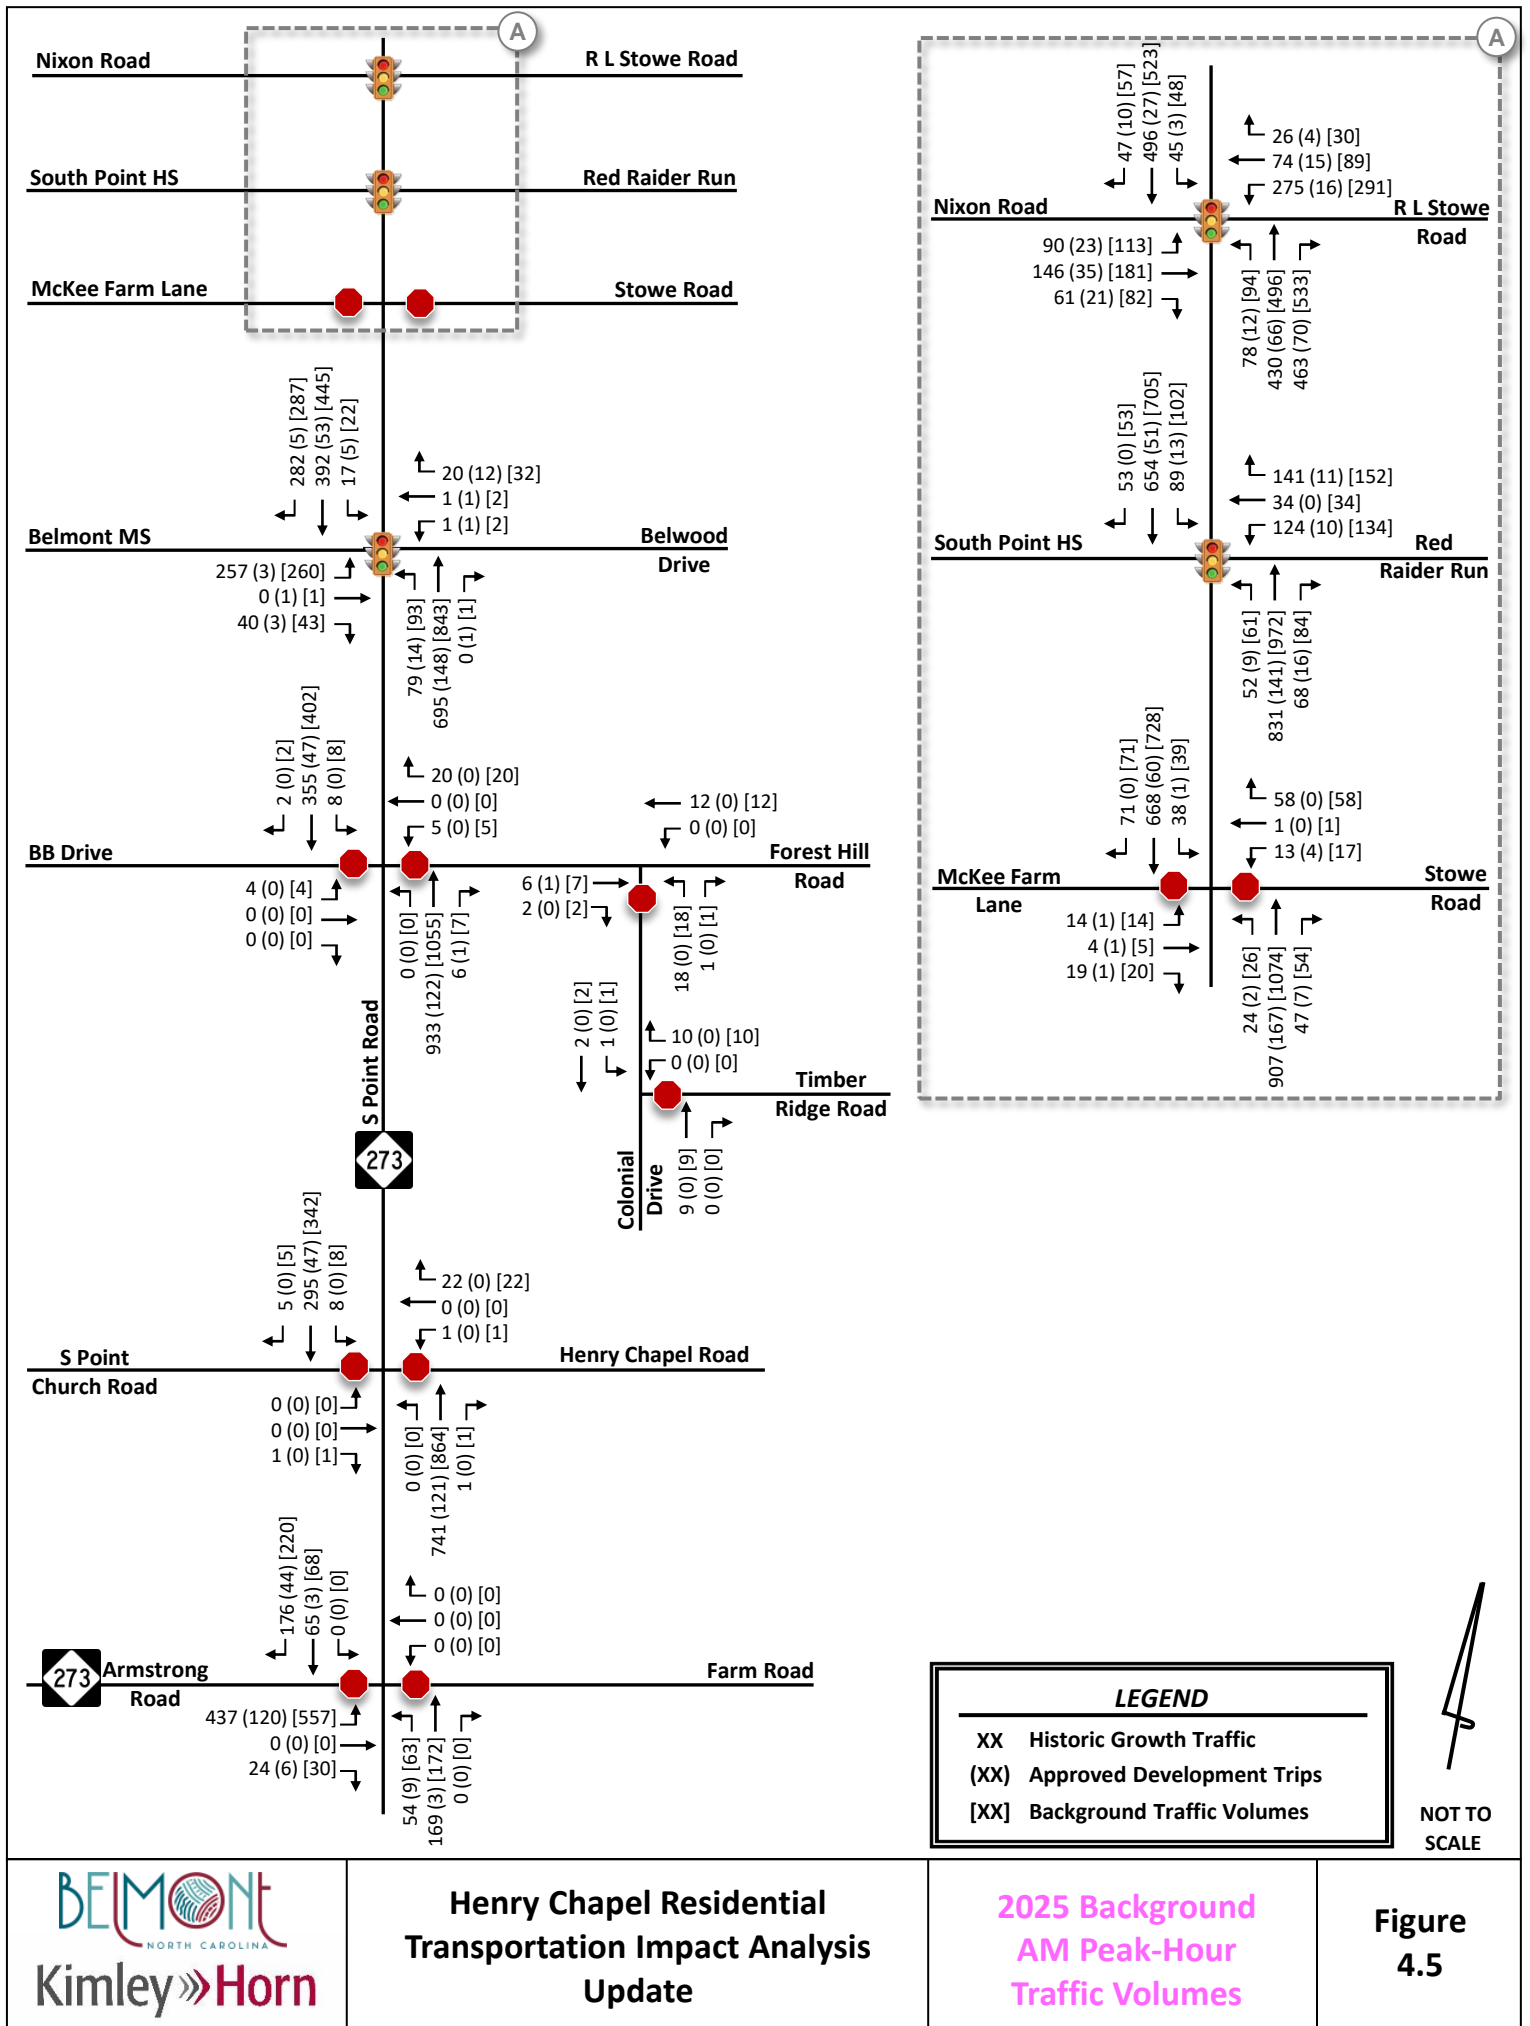 A
Nixon Road
R L Stowe Road
South Point HS
Red Raider Run
McKee Farm Lane
Stowe Road
282 (5) [287]
392 (53) [445]
17 (5) [22]
20 (12) [32]
1 (1) [2]
1 (1) [2]
Belmont MS
Belwood
Drive
257 (3) [260]
0 (1) [1]
40 (3) [43]
79 (14) [93]
695 (148) [843]
0 (1) [1]
2 (0) [2]
355 (47) [402]
8 (0) [8]
20 (0) [20]
0 (0) [0]
5 (0) [5]
12 (0) [12]
0 (0) [0]
BB Drive
Forest Hill
Road
4 (0) [4]
0 (0) [0]
0 (0) [0]
0 (0) [0]
933 (122) [1055]
6 (1) [7]
6 (1) [7]
2 (0) [2]
18 (0) [18]
1 (0) [1]
S Point Road
2 (0) [2]
1 (0) [1]
10 (0) [10]
0 (0) [0]
Timber
Ridge Road
9 (0) [9]
0 (0) [0]
Colonial
Drive
273
5 (0) [5]
295 (47) [342]
8 (0) [8]
22 (0) [22]
0 (0) [0]
1 (0) [1]
S Point
Church Road
Henry Chapel Road
0 (0) [0]
0 (0) [0]
1 (0) [1]
0 (0) [0]
741 (121) [864]
1 (0) [1]
176 (44) [220]
65 (3) [68]
0 (0) [0]
0 (0) [0]
0 (0) [0]
0 (0) [0]
273
Armstrong
Road
Farm Road
437 (120) [557]
0 (0) [0]
24 (6) [30]
54 (9) [63]
169 (3) [172]
0 (0) [0]
A
47 (10) [57]
496 (27) [523]
45 (3) [48]
26 (4) [30]
74 (15) [89]
275 (16) [291]
Nixon Road
R L Stowe
Road
90 (23) [113]
146 (35) [181]
61 (21) [82]
78 (12) [94]
430 (66) [496]
463 (70) [533]
53 (0) [53]
654 (51) [705]
89 (13) [102]
141 (11) [152]
34 (0) [34]
124 (10) [134]
South Point HS
Red
Raider Run
52 (9) [61]
831 (141) [972]
68 (16) [84]
71 (0) [71]
668 (60) [728]
38 (1) [39]
58 (0) [58]
1 (0) [1]
13 (4) [17]
McKee Farm
Lane
Stowe
Road
14 (1) [14]
4 (1) [5]
19 (1) [20]
24 (2) [26]
907 (167) [1074]
47 (7) [54]
LEGEND
XX Historic Growth Traffic
(XX) Approved Development Trips
[XX] Background Traffic Volumes
NOT TO
SCALE
BELMONT
NORTH CAROLINA
Kimley»Horn
Henry Chapel Residential
Transportation Impact Analysis
Update
2025 Background
AM Peak-Hour
Traffic Volumes
Figure
4.5